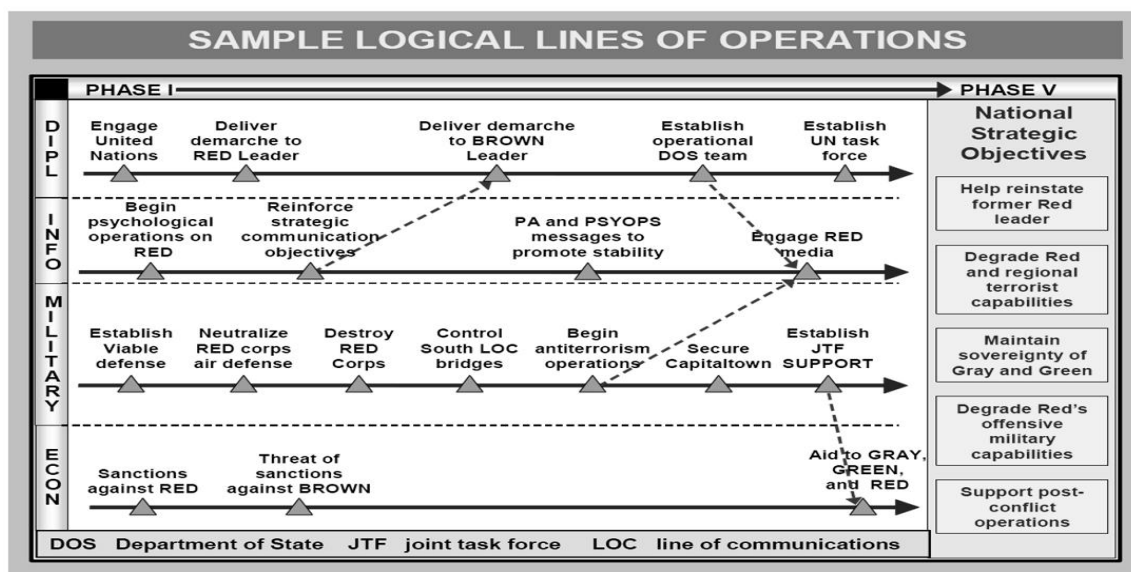 SAMPLE LOGICAL LINES OF OPERATIONS
PHASE I
PHASE V
DIPL
Engage
United
Nations
Deliver
demarche to
RED Leader
Deliver demarche
to BROWN
Leader
Establish
operational
DOS team
Establish
UN task
force
INFO
Begin
psychological
operations on
RED
Reinforce
strategic
communication
objectives
PA and PSYOPS
messages to
promote stability
Engage RED
media
MILITARY
Establish
Viable
defense
Neutralize
RED corps
air defense
Destroy
RED
Corps
Control
South LOC
bridges
Begin
antiterrorism
operations
Secure
Capitaltown
Establish
JTF
SUPPORT
ECON
Sanctions
against RED
Threat of
sanctions
against BROWN
Aid to GRAY,
GREEN,
and RED
National
Strategic
Objectives
Help reinstate
former Red
leader
Degrade Red
and regional
terrorist
capabilities
Maintain
sovereignty of
Gray and Green
Degrade Red's
offensive
military
capabilities
Support post-
conflict
operations
DOS Department of State JTF joint task force LOC line of communications